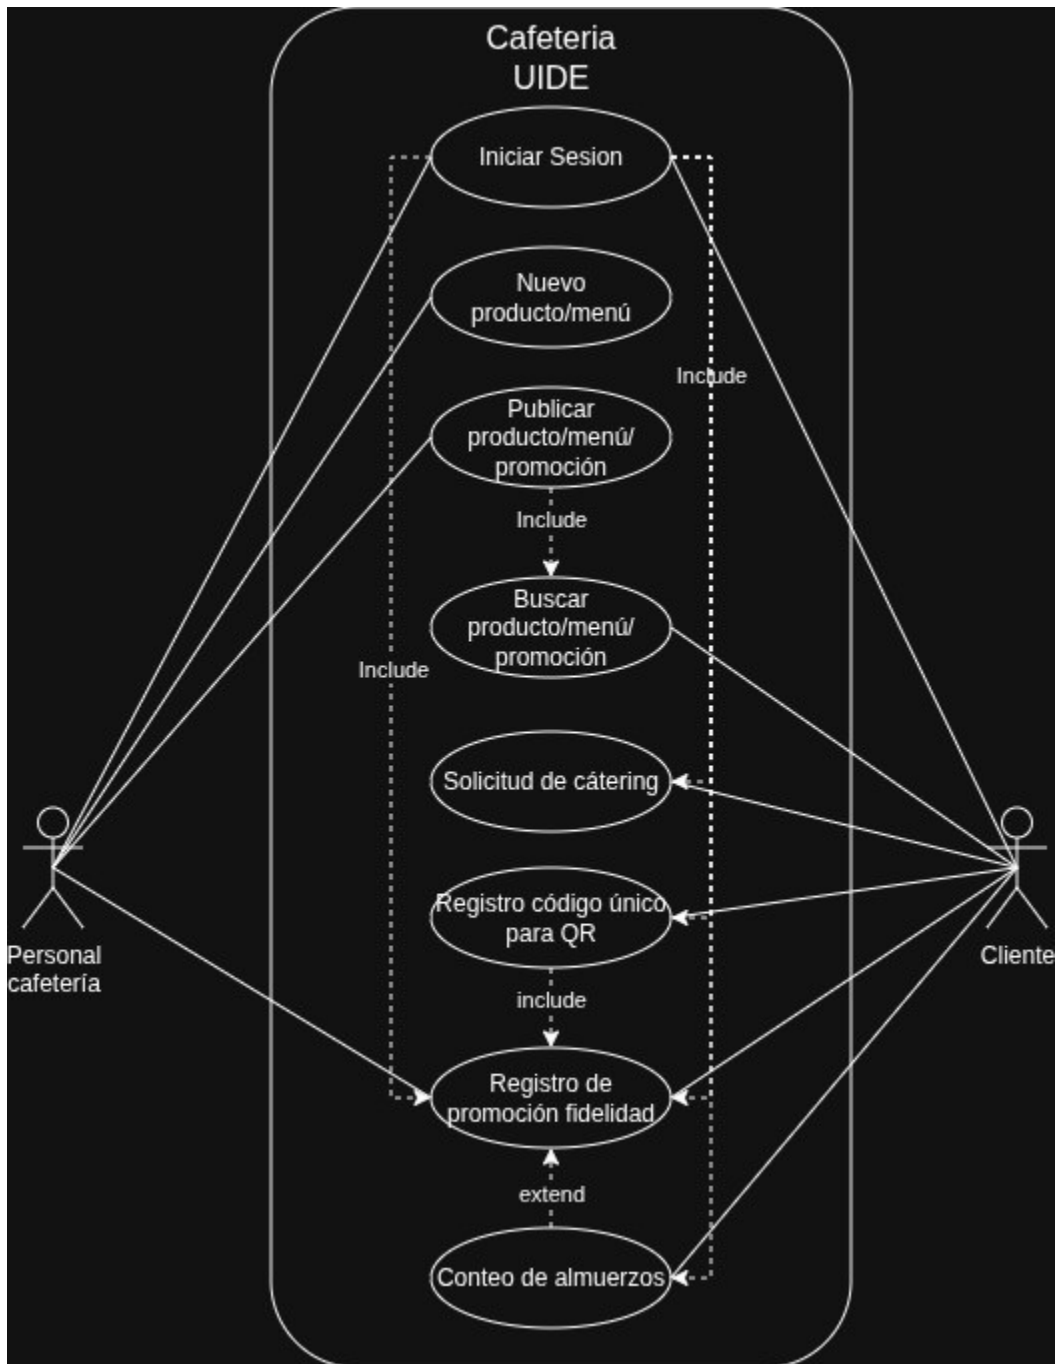 Cafeteria
UIDE
Iniciar Sesion
Nuevo
producto/menú
Include
Publicar
producto/menú/
promoción
Include
Buscar
producto/menú/
promoción
Include
Solicitud de cátering
Registro código único
para QR
Personal
cafetería
Cliente
include
Registro de
promoción fidelidad
extend
Conteo de almuerzos